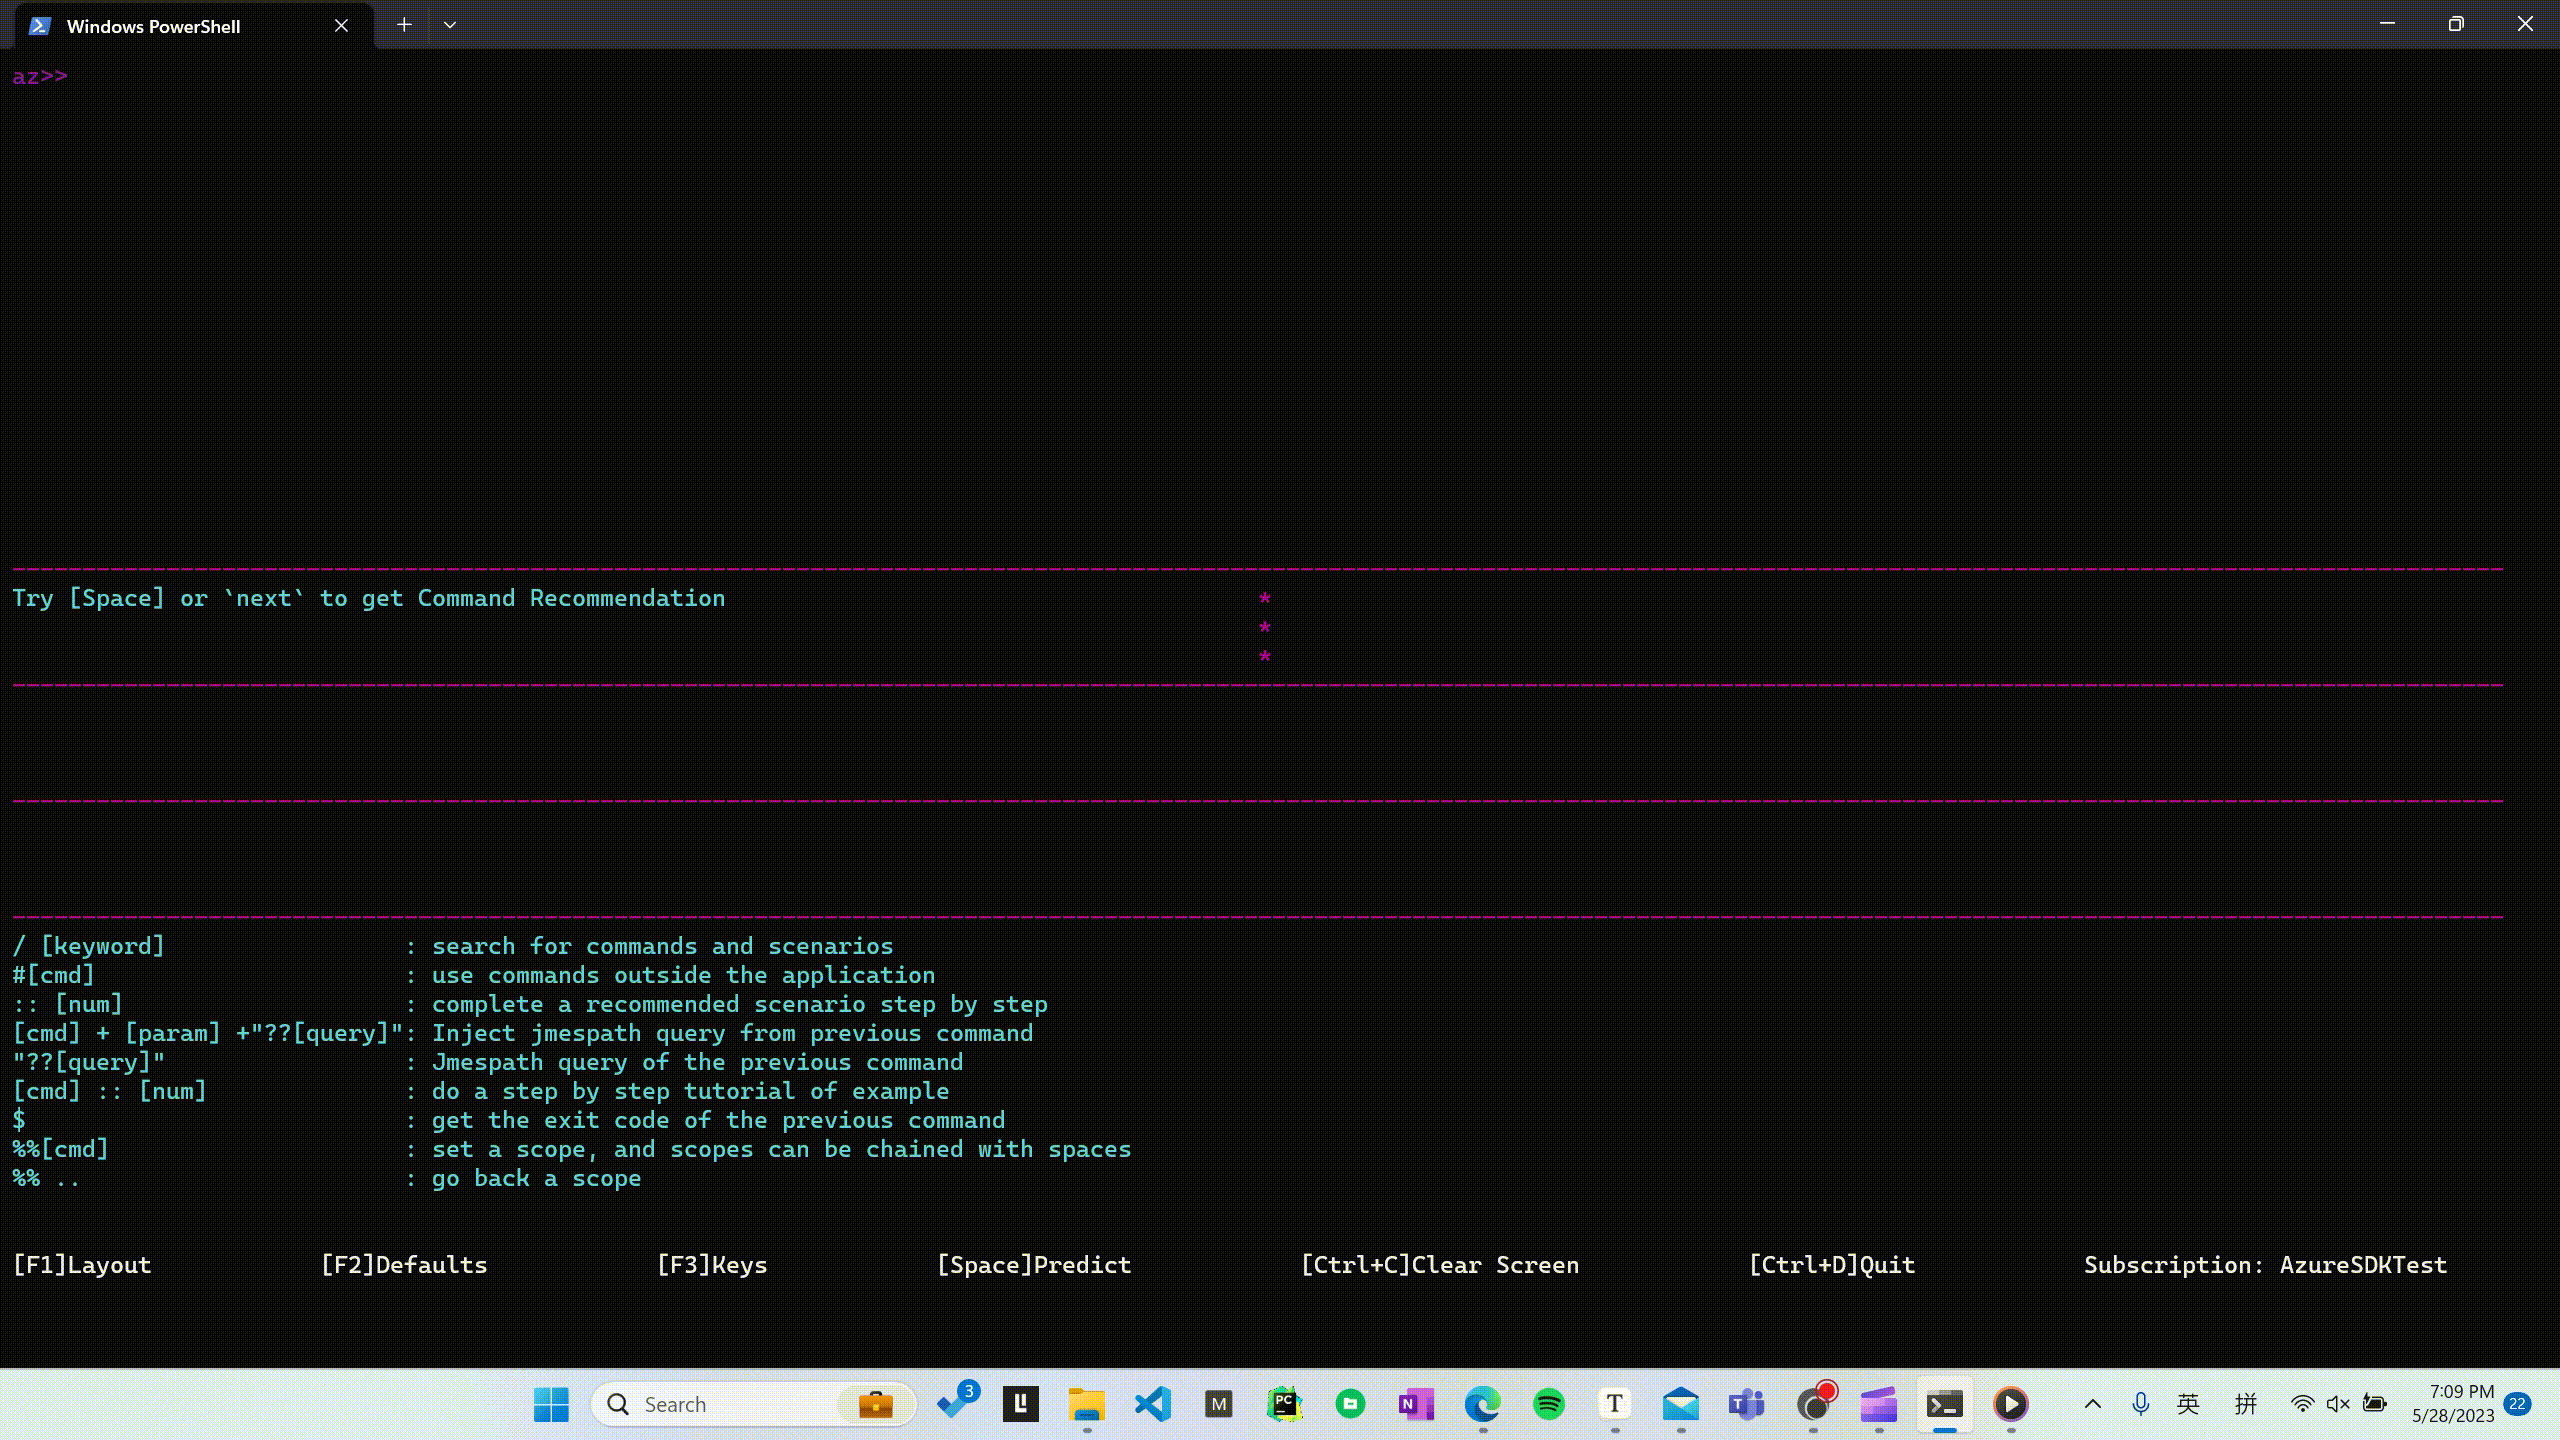 Windows PowerShell
az>>
Try [Space] or `next` to get Command Recommendation *
*
*
/ [keyword] : search for commands and scenarios
#[cmd] : use commands outside the application
:: [num] : complete a recommended scenario step by step
[cmd] + [param] +"??[query]": Inject jmespath query from previous command
"??[query]" : Jmespath query of the previous command
[cmd] :: [num] : do a step by step tutorial of example
$ : get the exit code of the previous command
%%[cmd] : set a scope, and scopes can be chained with spaces
%% .. : go back a scope
[F1]Layout [F2]Defaults [F3]Keys [Space]Predict [Ctrl+C]Clear Screen [Ctrl+D]Quit Subscription: AzureSDKTest
Search 3 M PC N T T 英 拼 7:09 PM 22
5/28/2023